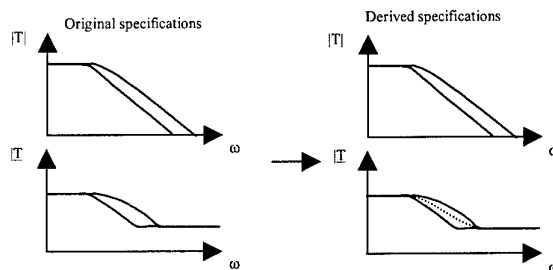 Original specifications
Derived specifications
|T|
|T|
ω
|T
ω
|T
ω